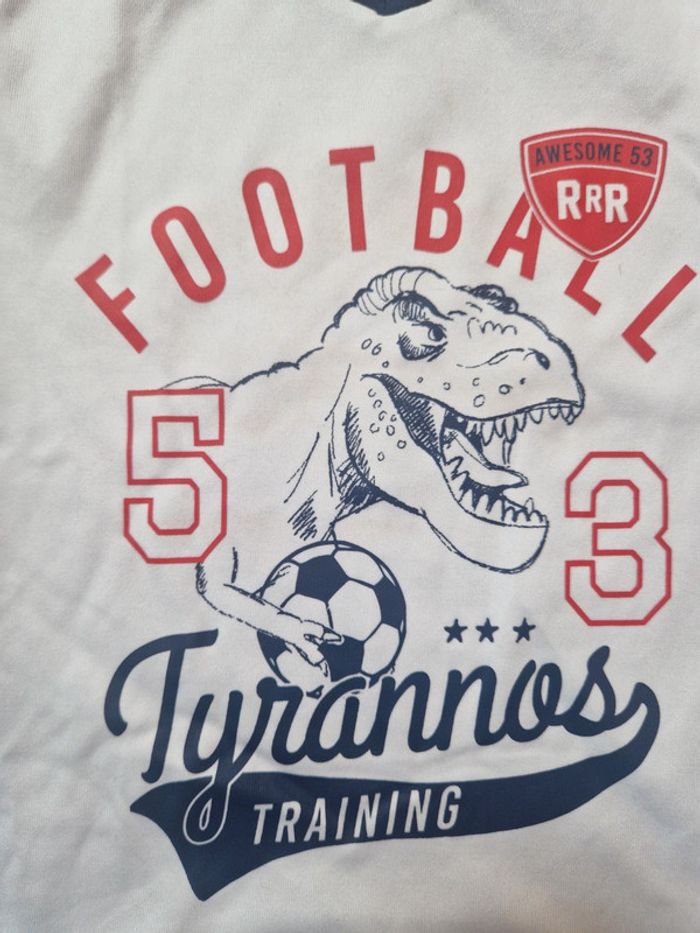 AWESOME 53
RRR
FOOTBALL
5 3
Tyrannos
TRAINING